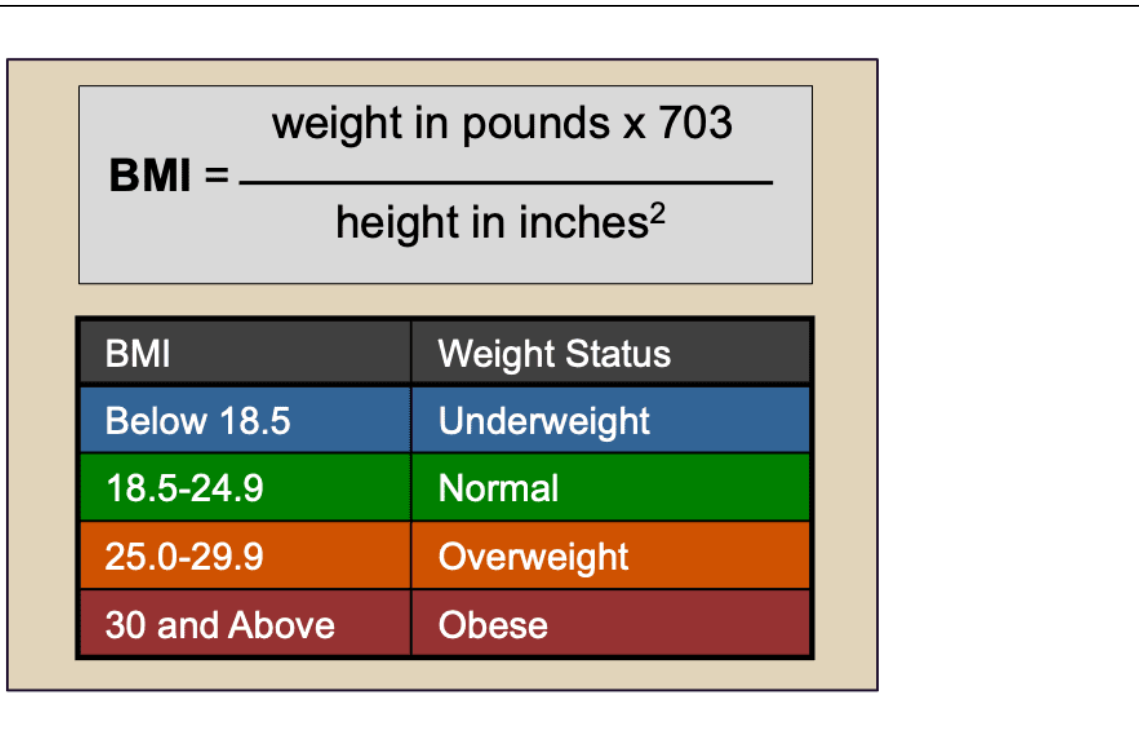 weight in pounds x 703
BMI =
height in inches²
BMI Weight Status
Below 18.5 Underweight
18.5-24.9 Normal
25.0-29.9 Overweight
30 and Above Obese